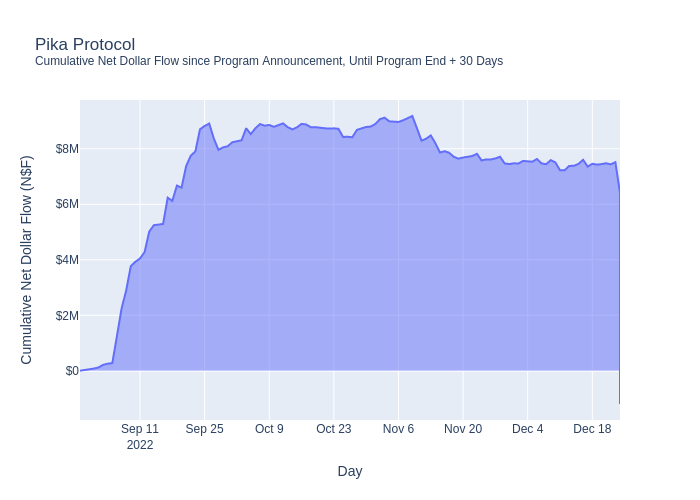 Pika Protocol
Cumulative Net Dollar Flow since Program Announcement, Until Program End + 30 Days
Cumulative Net Dollar Flow (N$F)
$8M
$6M
$4M
$2M
$0
Sep 11
2022
Sep 25
Oct 9
Oct 23
Nov 6
Nov 20
Dec 4
Dec 18
Day